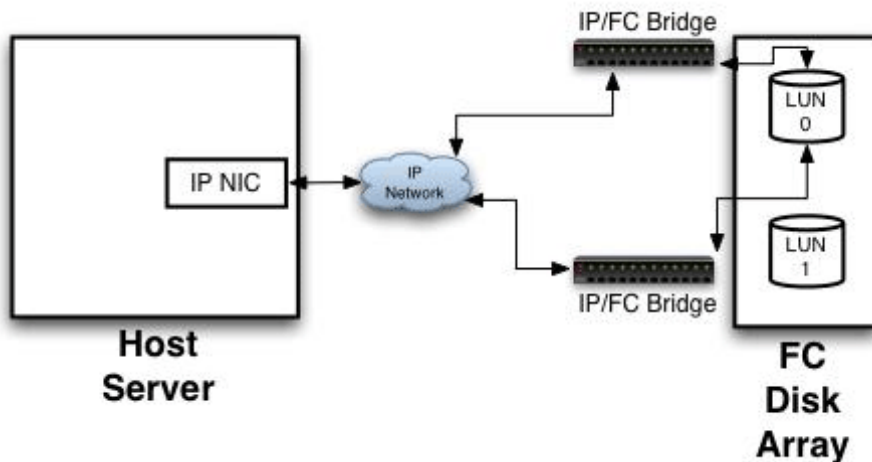 IP/FC Bridge
LUN
0
IP NIC
IP
Network
LUN
1
IP/FC Bridge
Host
Server
FC
Disk
Array